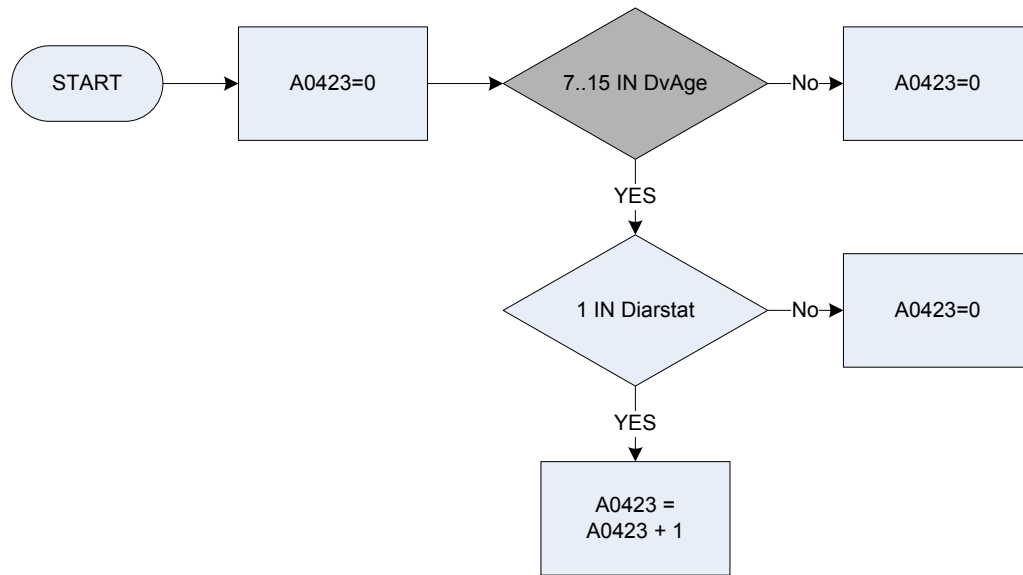 START
A0423=0
7..15 IN DvAge
No
A0423=0
YES
1 IN Diarstat
No
A0423=0
YES
A0423 =
A0423 + 1